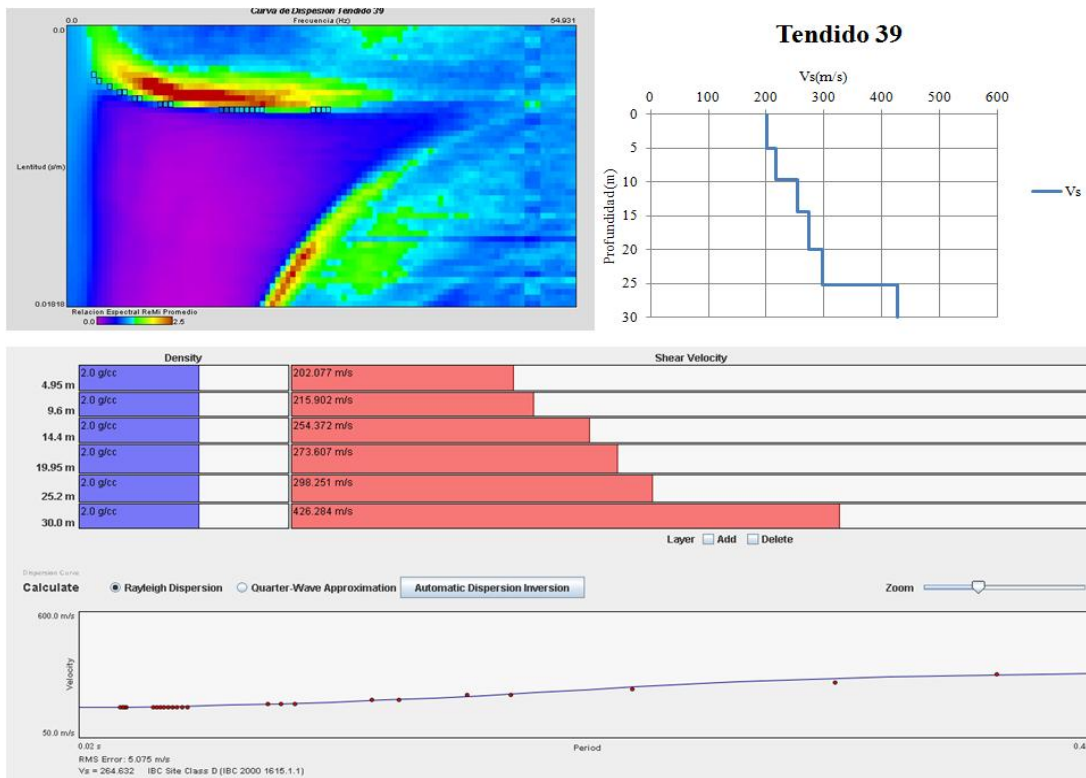 Curva de Dispesión Tendido 39
0.0 Frecuencia (Hz) 54.931
0.0
Lentitud (s/m)
0.01818
Relacion Espectral ReMi Promedio
0.0 2.5
Tendido 39
Vs(m/s)
0 100 200 300 400 500 600
0
5
10
15
20
25
30
Profundidad(m)
Vs
Density Shear Velocity
2.0 g/cc 202.077 m/s
4.95 m
2.0 g/cc 215.902 m/s
9.6 m
2.0 g/cc 254.372 m/s
14.4 m
2.0 g/cc 273.607 m/s
19.95 m
2.0 g/cc 298.251 m/s
25.2 m
2.0 g/cc 426.284 m/s
30.0 m
Layer Add Delete
Dispersion Curve
Calculate Rayleigh Dispersion Quarter-Wave Approximation Automatic Dispersion Inversion Zoom
600.0 m/s
Velocity
50.0 m/s
0.02 s Period 0.4
RMS Error: 5.075 m/s
Vs = 264.632 IBC Site Class D (IBC 2000 1615.1.1)